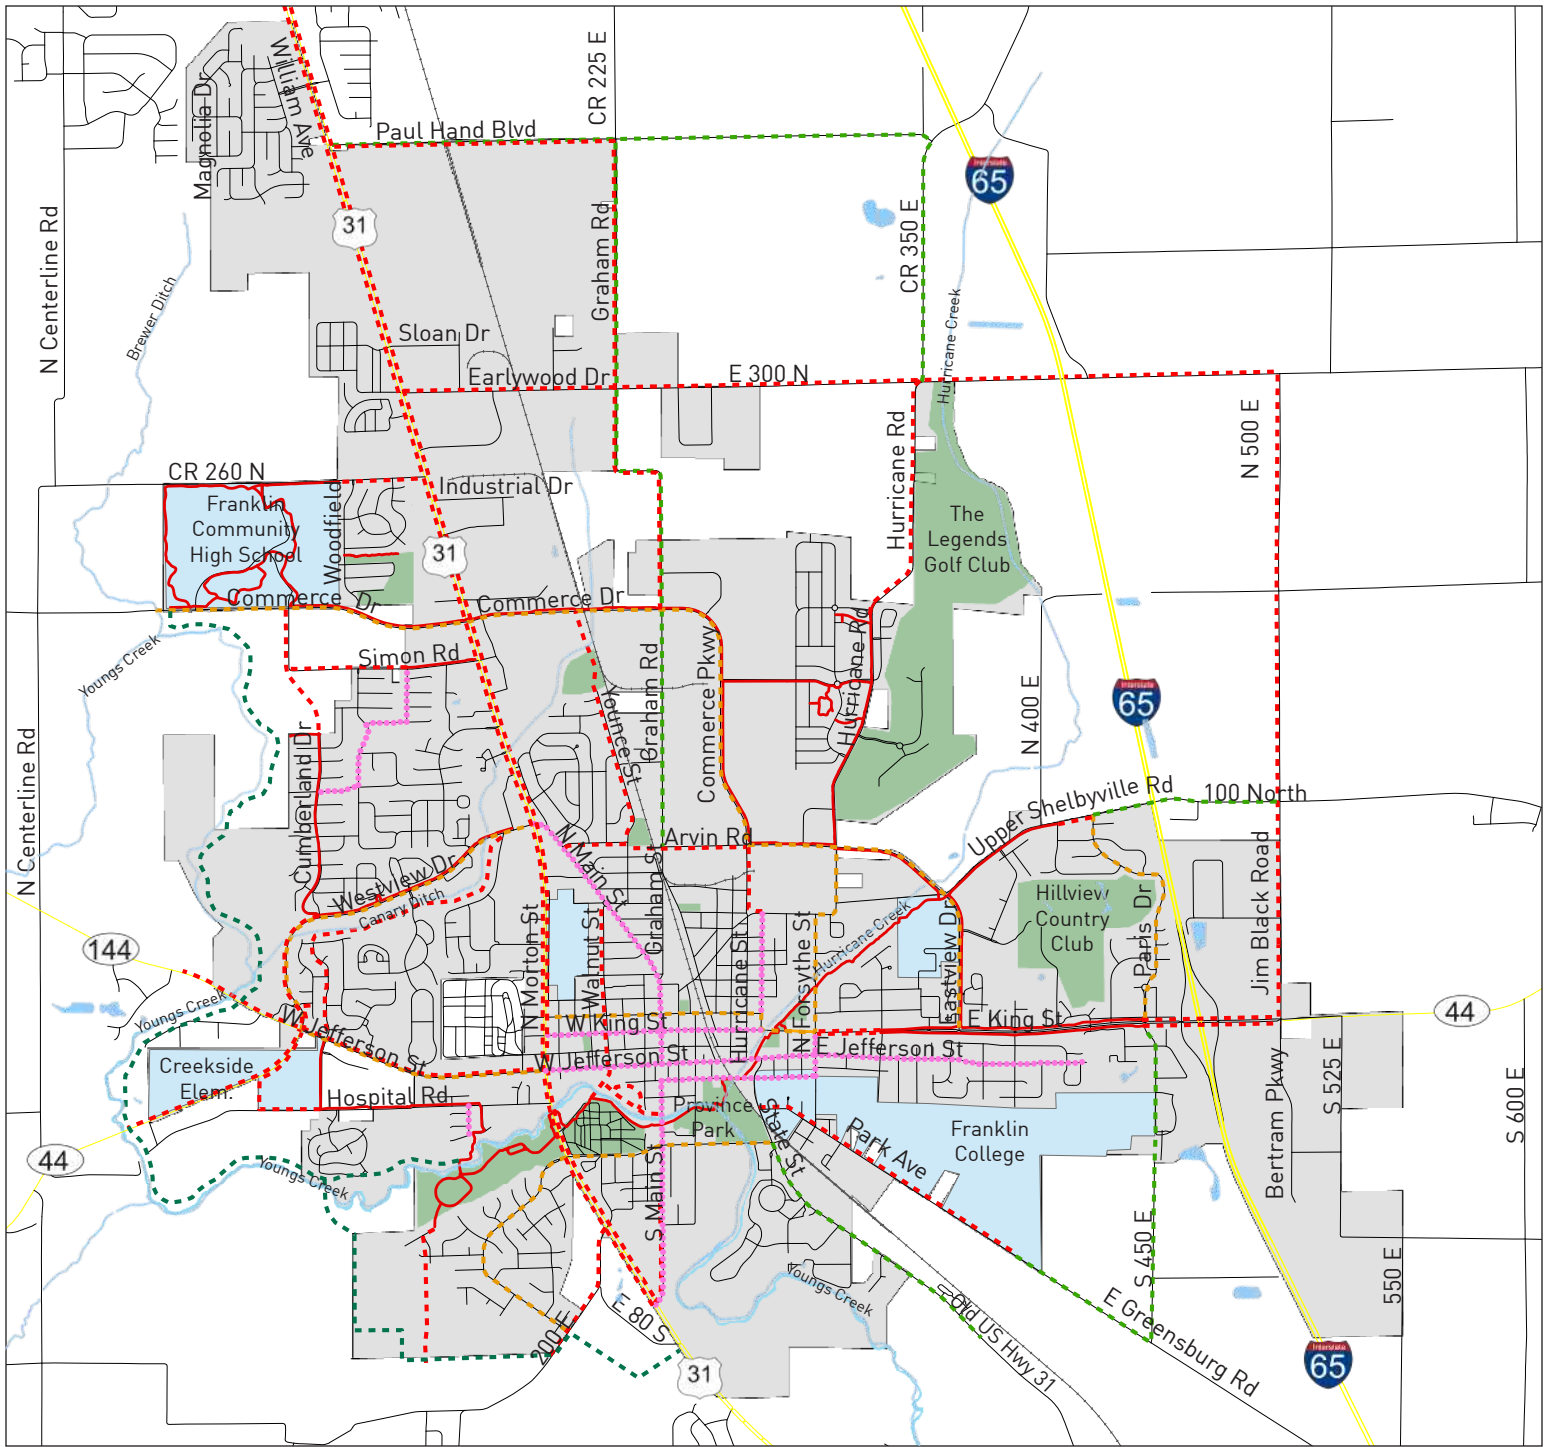 William Ave
Magnolia Dr
CR 225 E
Paul Hand Blvd
Interstate
65
31
N Centerline Rd
Graham Rd
CR 350 E
Brewer Ditch
Hurricane Creek
Sloan Dr
Earlywood Dr
E 300 N
Hurricane Rd
N 500 E
CR 260 N
Industrial Dr
Franklin
Community
High School
Woodfield
31
The
Legends
Golf Club
Commerce Dr
Commerce Dr
Youngs Creek
Simon Rd
Graham Rd
Commerce Pkwy
Hurricane Rd
N 400 E
Interstate
65
Younce St
N Centerline Rd
Cumberland Dr
Upper Shelbyville Rd
100 North
Arvin Rd
N Main St
Westview Dr
Canary Ditch
Graham St
Hillview
Country
Club
Paris Dr
Jim Black Road
144
N Morton St
Walnut St
Hurricane St
N Forsythe St
Hurricane Creek
Eastview Dr
Youngs Creek
W Jefferson St
W King St
E King St
44
W Jefferson St
E Jefferson St
Creekside
Elem.
Hospital Rd
Province
Park
State St
Park Ave
Franklin
College
Bertram Pkwy
S 525 E
S 600 E
44
Youngs Creek
S Main St
S 450 E
550 E
Youngs Creek
E 80 S
200 E
Old US Hwy 31
E Greensburg Rd
31
Interstate
65